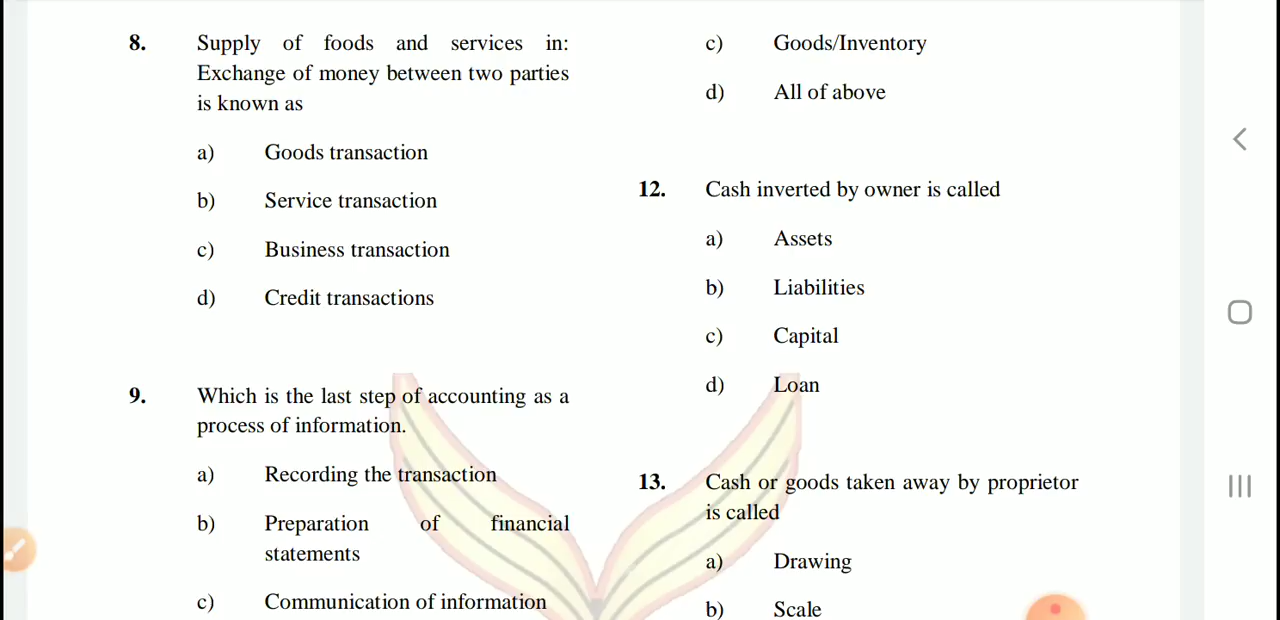 8. Supply of foods and services in:
Exchange of money between two parties
is known as
a) Goods transaction
b) Service transaction
c) Business transaction
d) Credit transactions
9. Which is the last step of accounting as a
process of information.
a) Recording the transaction
b) Preparation of financial
statements
c) Communication of information
c) Goods/Inventory
d) All of above
12. Cash inverted by owner is called
a) Assets
b) Liabilities
c) Capital
d) Loan
13. Cash or goods taken away by proprietor
is called
a) Drawing
b) Scale